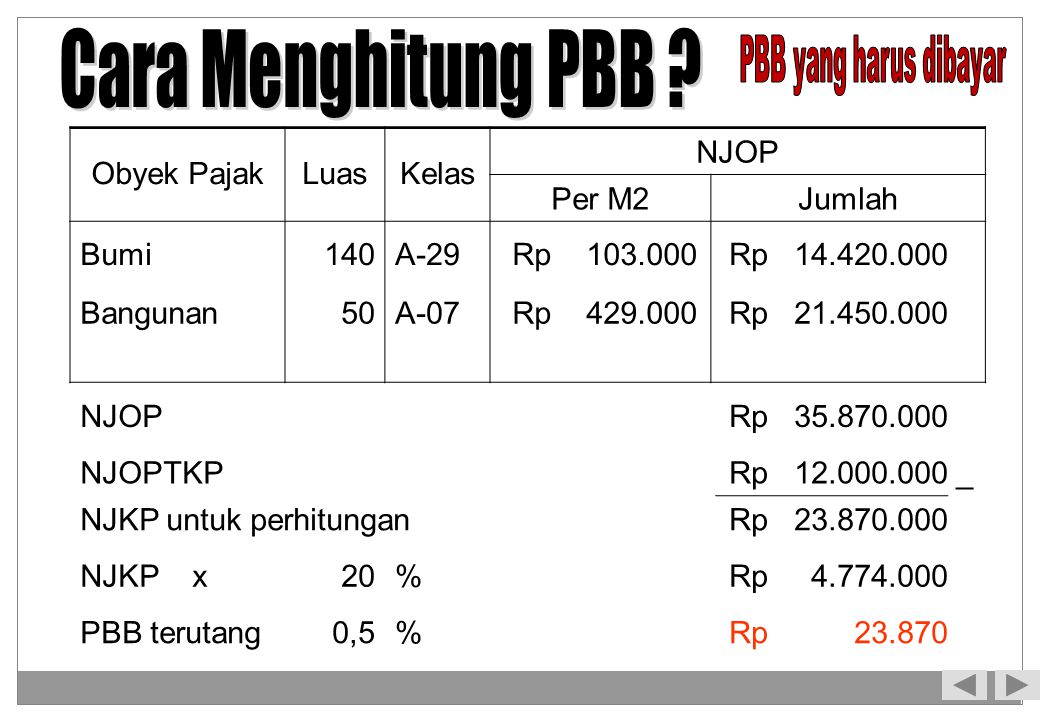 Cara Menghitung PBB ?
PBB yang harus dibayar
Obyek Pajak Luas Kelas NJOP
Per M2 Jumlah
Bumi 140 A-29 Rp 103.000 Rp 14.420.000
Bangunan 50 A-07 Rp 429.000 Rp 21.450.000
NJOP Rp 35.870.000
NJOPTKP Rp 12.000.000 _
NJKP untuk perhitungan Rp 23.870.000
NJKP x 20 % Rp 4.774.000
PBB terutang 0,5 % Rp 23.870